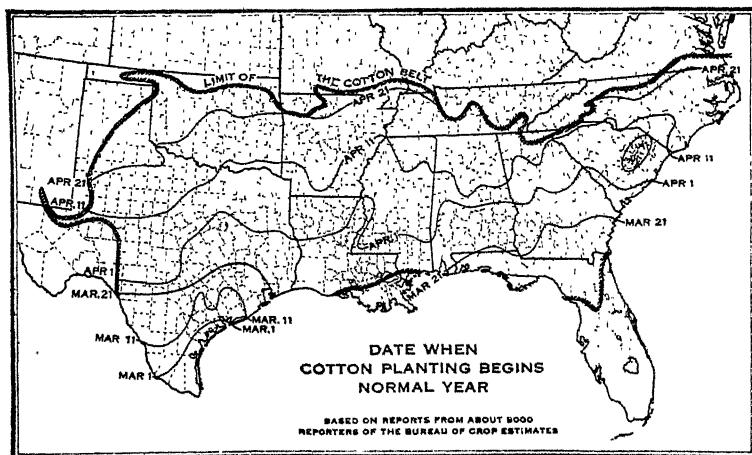 LIMIT OF THE COTTON BELT
APR. 21
APR 21
APR 11
APR 11
APR 1
APR 21
APR. 11
MAR 21
APR 1
APR 1
MAR. 21
MAR 2
MAR. 11
MAR. 1
MAR 11
MAR 1
DATE WHEN
COTTON PLANTING BEGINS
NORMAL YEAR
BASED ON REPORTS FROM ABOUT 9000
REPORTERS OF THE BUREAU OF CROP ESTIMATES